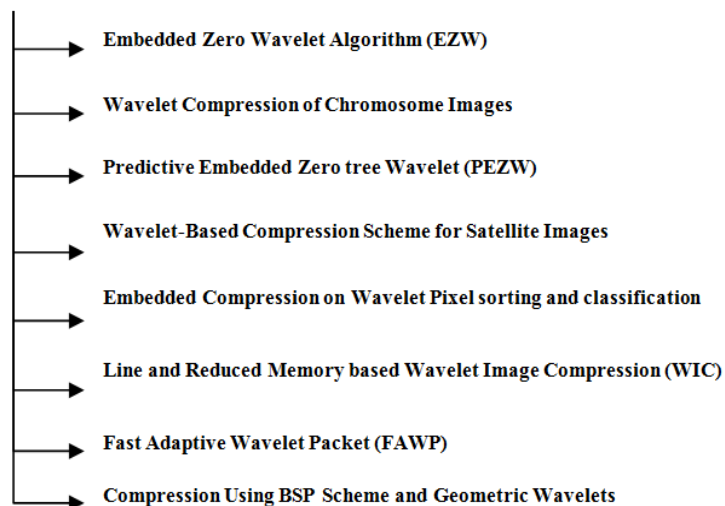 Embedded Zero Wavelet Algorithm (EZW)
Wavelet Compression of Chromosome Images
Predictive Embedded Zero tree Wavelet (PEZW)
Wavelet-Based Compression Scheme for Satellite Images
Embedded Compression on Wavelet Pixel sorting and classification
Line and Reduced Memory based Wavelet Image Compression (WIC)
Fast Adaptive Wavelet Packet (FAWP)
Compression Using BSP Scheme and Geometric Wavelets